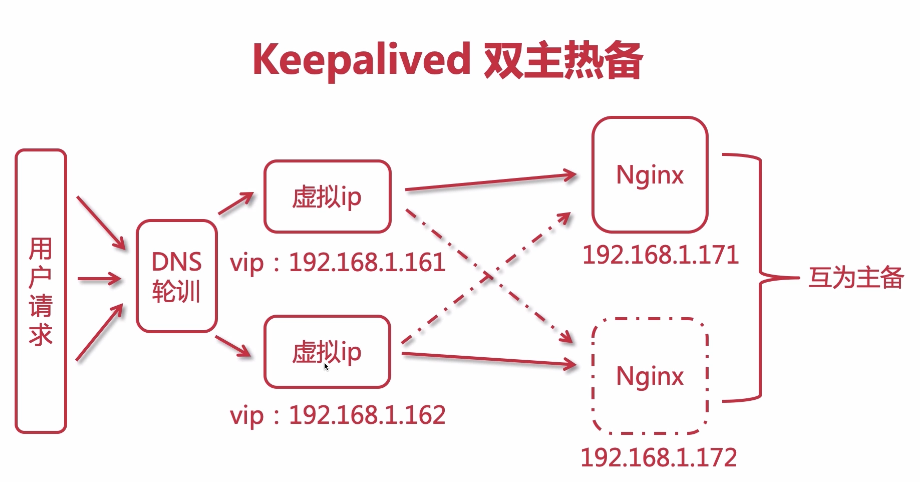 Keepalived 双主热备
用
户
请
求
DNS
轮训
虚拟ip
vip：192.168.1.161
虚拟ip
vip：192.168.1.162
Nginx
192.168.1.171
Nginx
192.168.1.172
互为主备